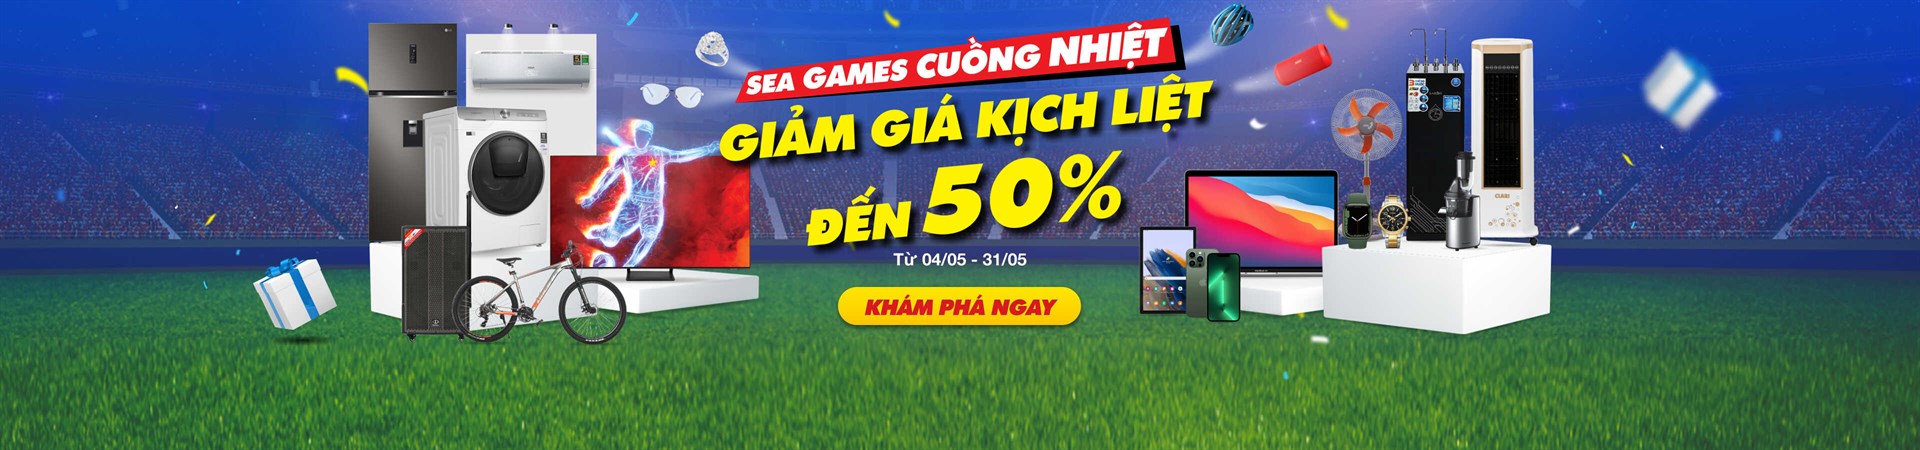 SEA GAMES CUỒNG NHIỆT
GIẢM GIÁ KỊCH LIỆT
ĐẾN 50%
Từ 04/05 - 31/05
KHÁM PHÁ NGAY